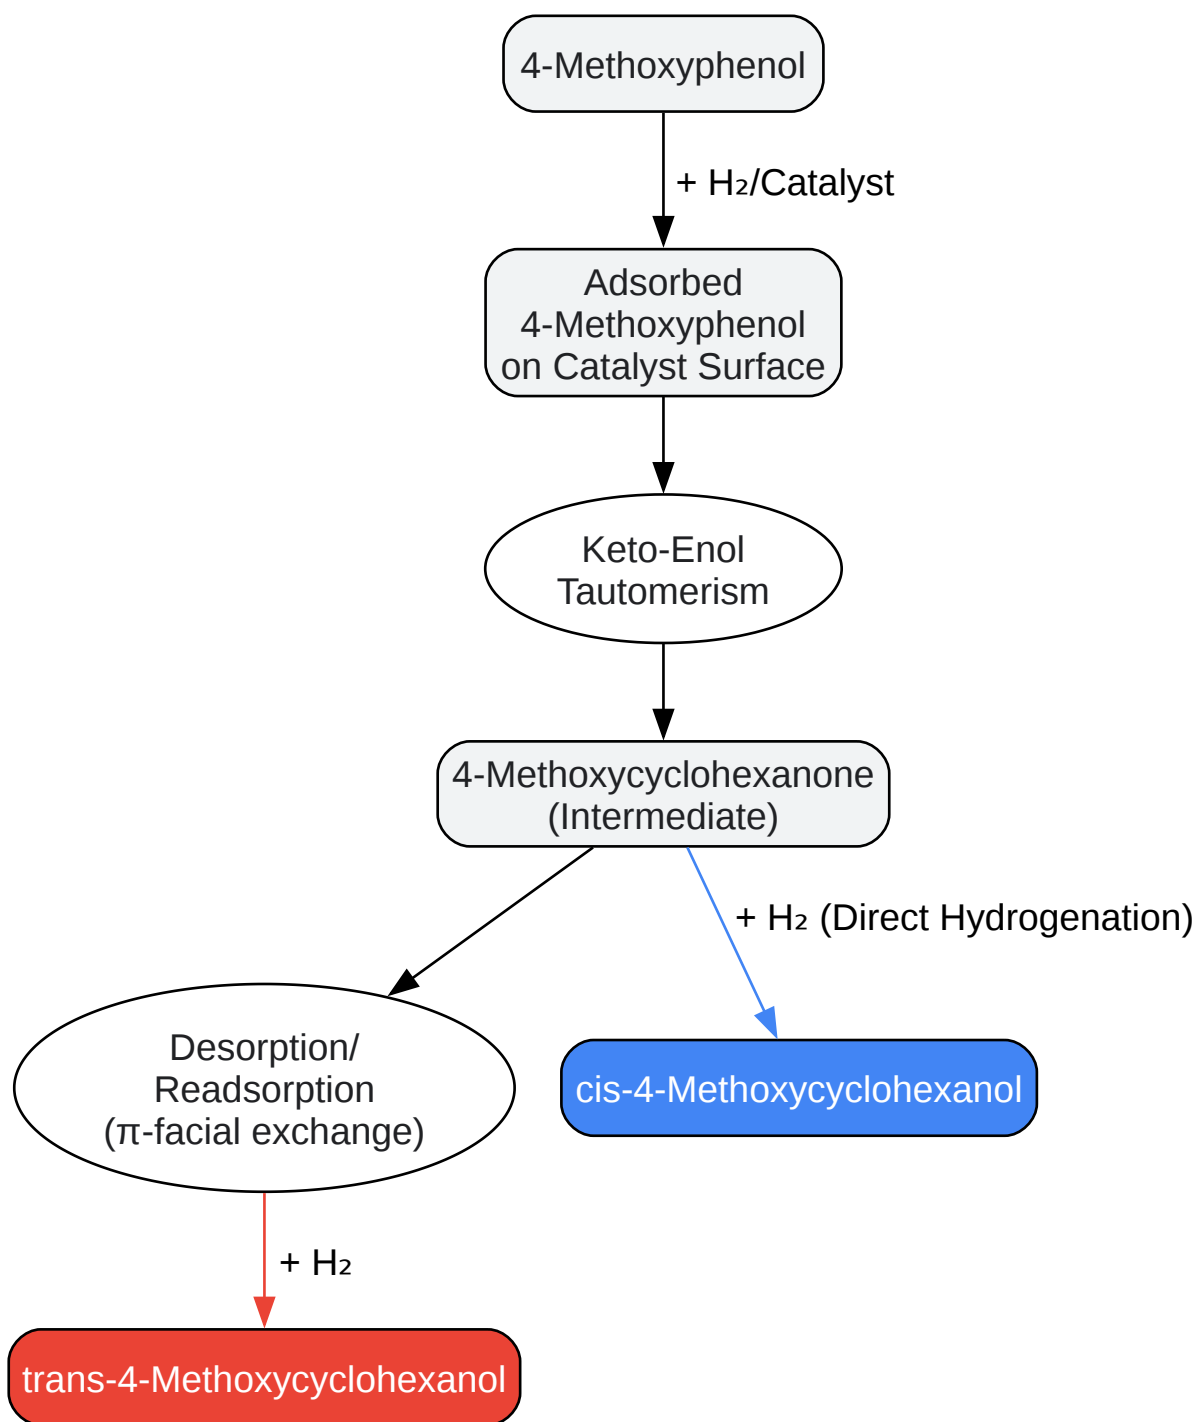 4-Methoxyphenol
+ H₂/Catalyst
Adsorbed
4-Methoxyphenol
on Catalyst Surface
Keto-Enol
Tautomerism
4-Methoxycyclohexanone
(Intermediate)
+ H₂ (Direct Hydrogenation)
Desorption/
Readsorption
(π-facial exchange)
cis-4-Methoxycyclohexanol
+ H₂
trans-4-Methoxycyclohexanol